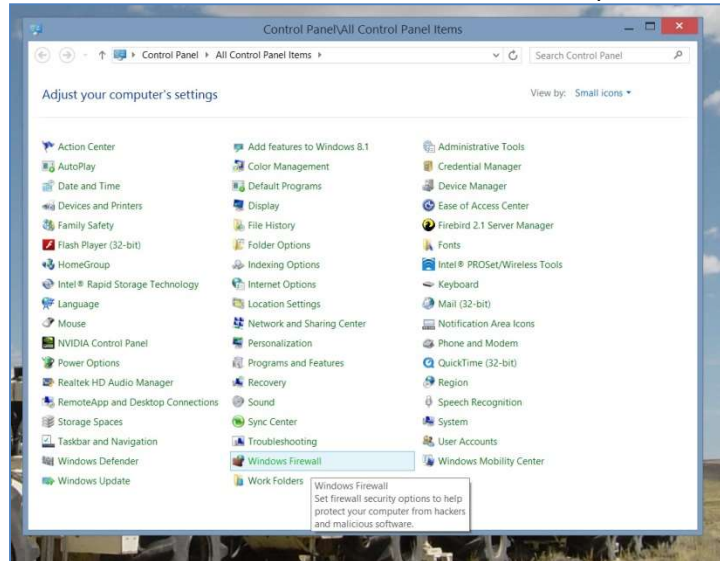 Control Panel\All Control Panel Items
Control Panel All Control Panel Items
Search Control Panel
Adjust your computer's settings
View by: Small icons
Action Center
Add features to Windows 8.1
Administrative Tools
AutoPlay
Color Management
Credential Manager
Date and Time
Default Programs
Device Manager
Devices and Printers
Display
Ease of Access Center
Family Safety
File History
Firebird 2.1 Server Manager
Flash Player (32-bit)
Folder Options
Fonts
HomeGroup
Indexing Options
Intel® PROSet/Wireless Tools
Intel® Rapid Storage Technology
Internet Options
Keyboard
Language
Location Settings
Mail (32-bit)
Mouse
Network and Sharing Center
Notification Area Icons
NVIDIA Control Panel
Personalization
Phone and Modem
Power Options
Programs and Features
QuickTime (32-bit)
Realtek HD Audio Manager
Recovery
Region
RemoteApp and Desktop Connections
Sound
Speech Recognition
Storage Spaces
Sync Center
System
Taskbar and Navigation
Troubleshooting
User Accounts
Windows Defender
Windows Firewall
Windows Mobility Center
Windows Update
Work Folders
Windows Firewall
Set firewall security options to help
protect your computer from hackers
and malicious software.